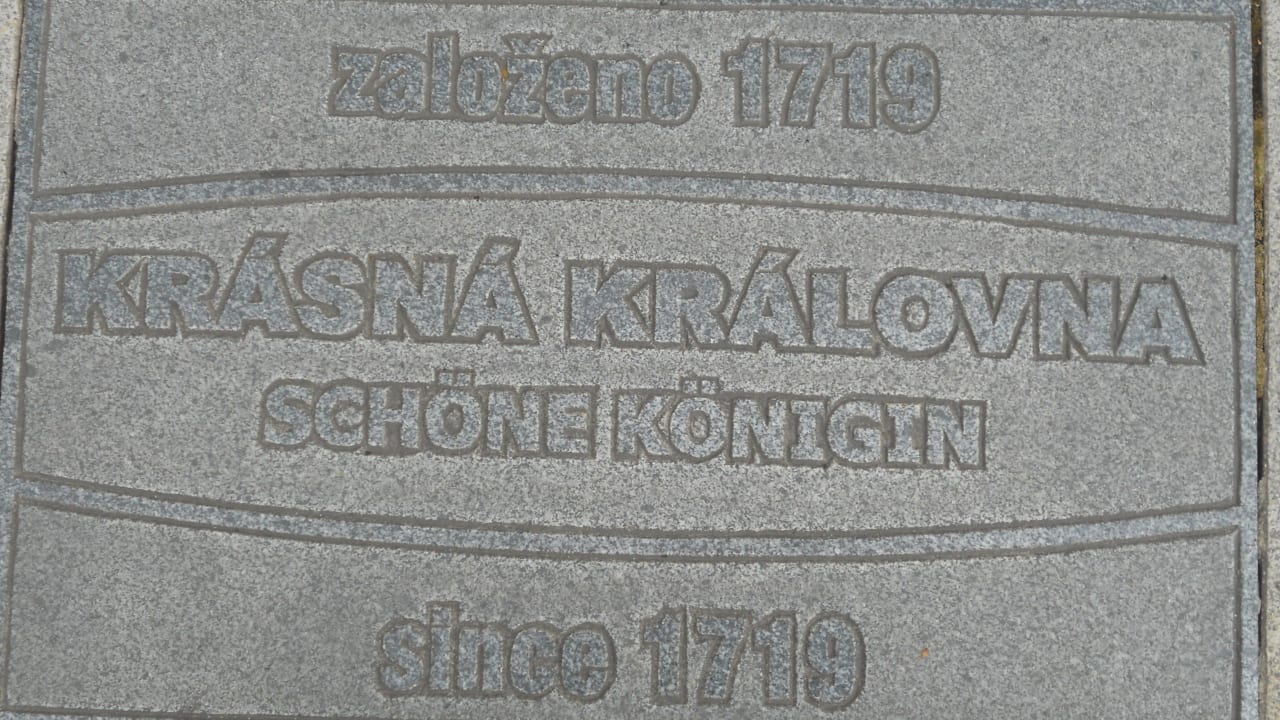 založeno 1719
KRÁSNÁ KRÁLOVNA
SCHÖNE KÖNIGIN
since 1719